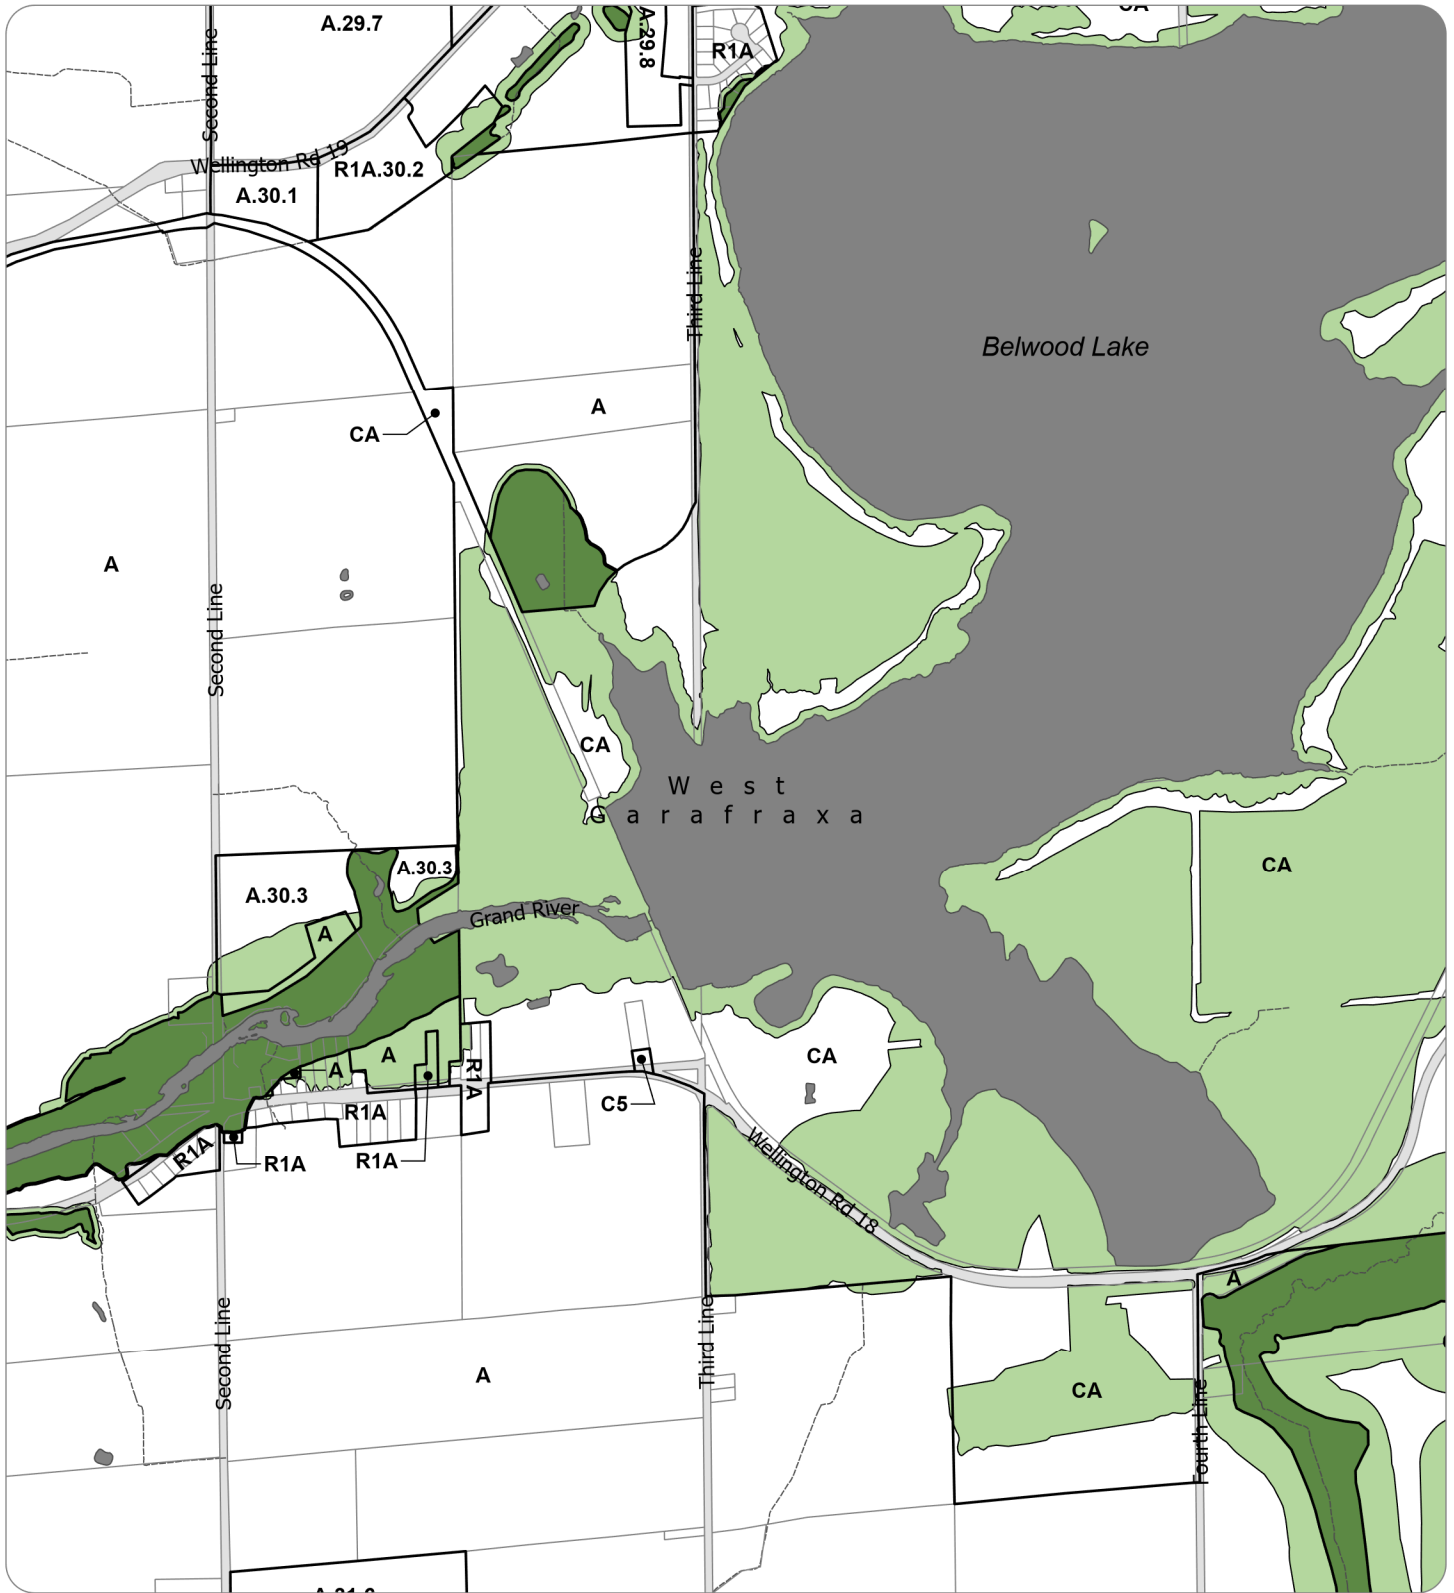 A.29.7
A.29.8
R1A
CA
Second Line
Wellington Rd 19
R1A.30.2
A.30.1
Third Line
Belwood Lake
A
CA
A
Second Line
CA
West
Garafraxa
CA
A.30.3
A.30.3
Grand River
A
CA
A
A
R1A
R1A
C5
R1A
R1A
R1A
Wellington Rd 18
A
Second Line
Third Line
A
CA
Fourth Line